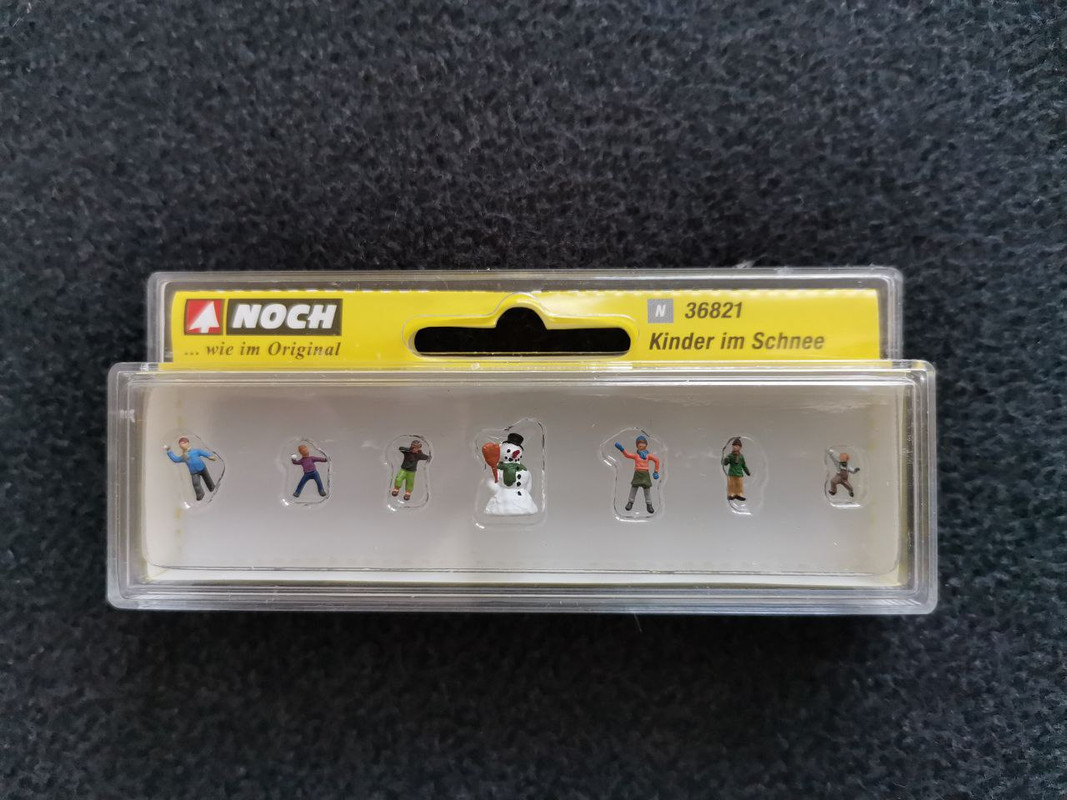 NOCH
... wie im Original
N 36821
Kinder im Schnee